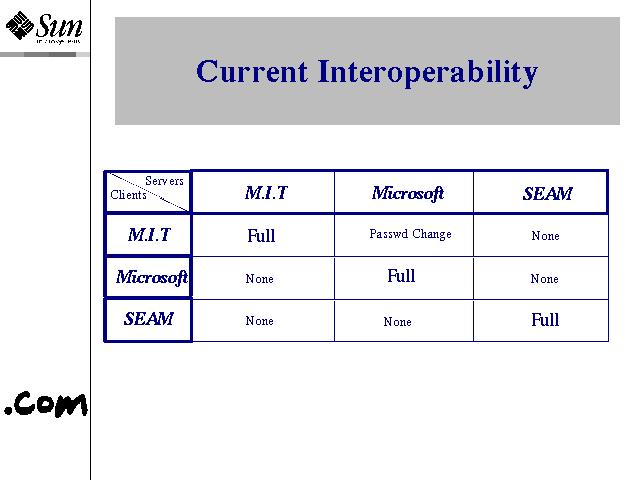 Sun
microsystems
Current Interoperability
Servers
Clients
M.I.T Microsoft SEAM
M.I.T Full Passwd Change None
Microsoft None Full None
SEAM None None Full
.com